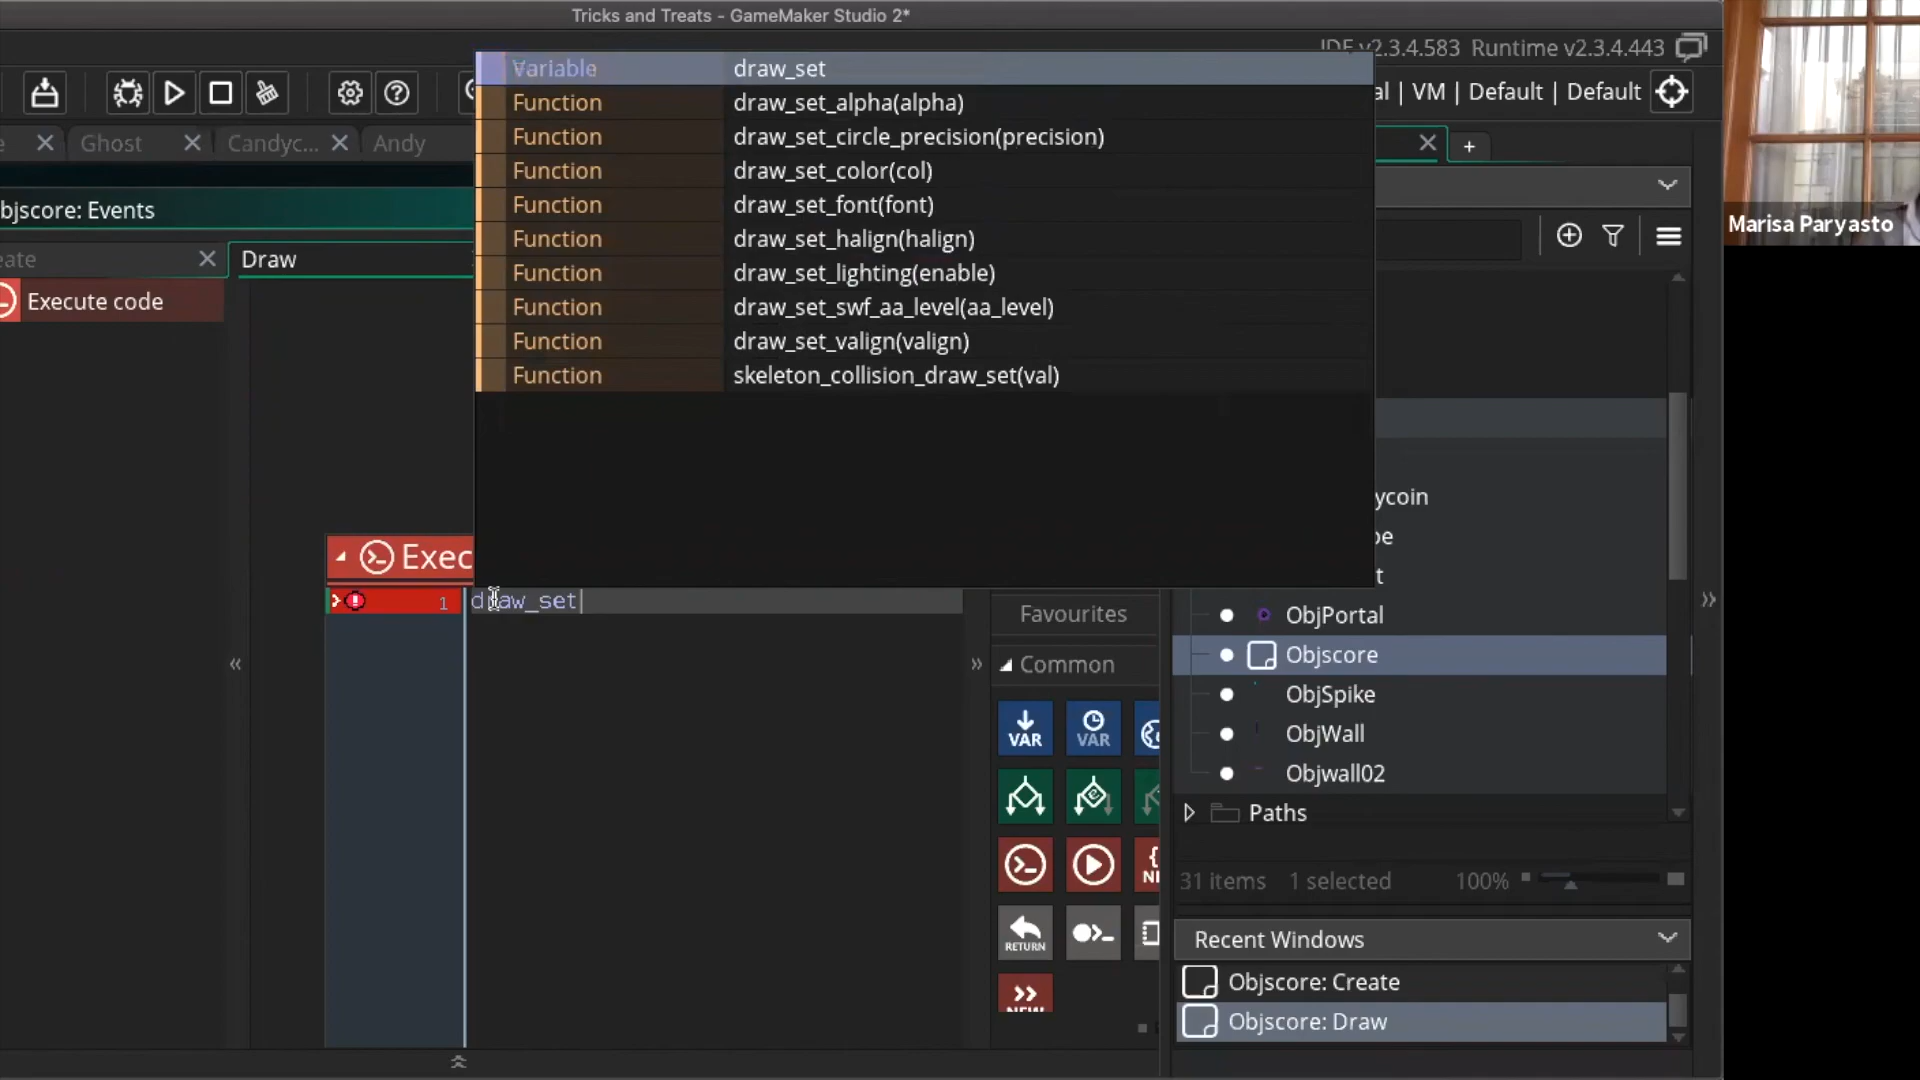 Tricks and Treats - GameMaker Studio 2*
IDE v2.3.4.583 Runtime v2.3.4.443
al | VM | Default | Default
Ghost
Candyc...
Andy
bjscore: Events
eate
Draw
Execute code
Variable draw_set
Function draw_set_alpha(alpha)
Function draw_set_circle_precision(precision)
Function draw_set_color(col)
Function draw_set_font(font)
Function draw_set_halign(halign)
Function draw_set_lighting(enable)
Function draw_set_swf_aa_level(aa_level)
Function draw_set_valign(valign)
Function skeleton_collision_draw_set(val)
Exec
1 draw_set
Favourites
Common
VAR
VAR
NI
RETURN
NEW
Marisa Paryasto
ycoin
pe
t
ObjPortal
Objscore
ObjSpike
ObjWall
Objwall02
Paths
31 items 1 selected 100%
Recent Windows
Objscore: Create
Objscore: Draw